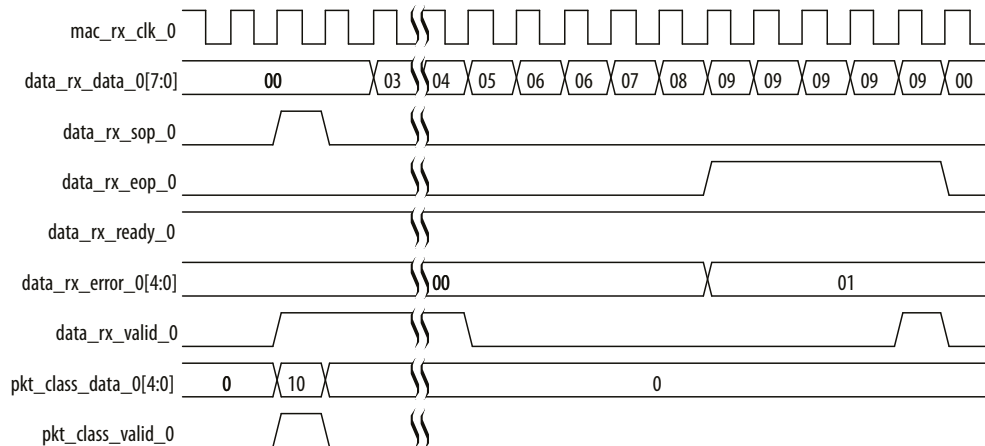 mac_rx_clk_0
data_rx_data_0[7:0] 00 03 04 05 06 06 07 08 09 09 09 09 09 00
data_rx_sop_0
data_rx_eop_0
data_rx_ready_0
data_rx_error_0[4:0] 00 01
data_rx_valid_0
pkt_class_data_0[4:0] 0 10 0
pkt_class_valid_0